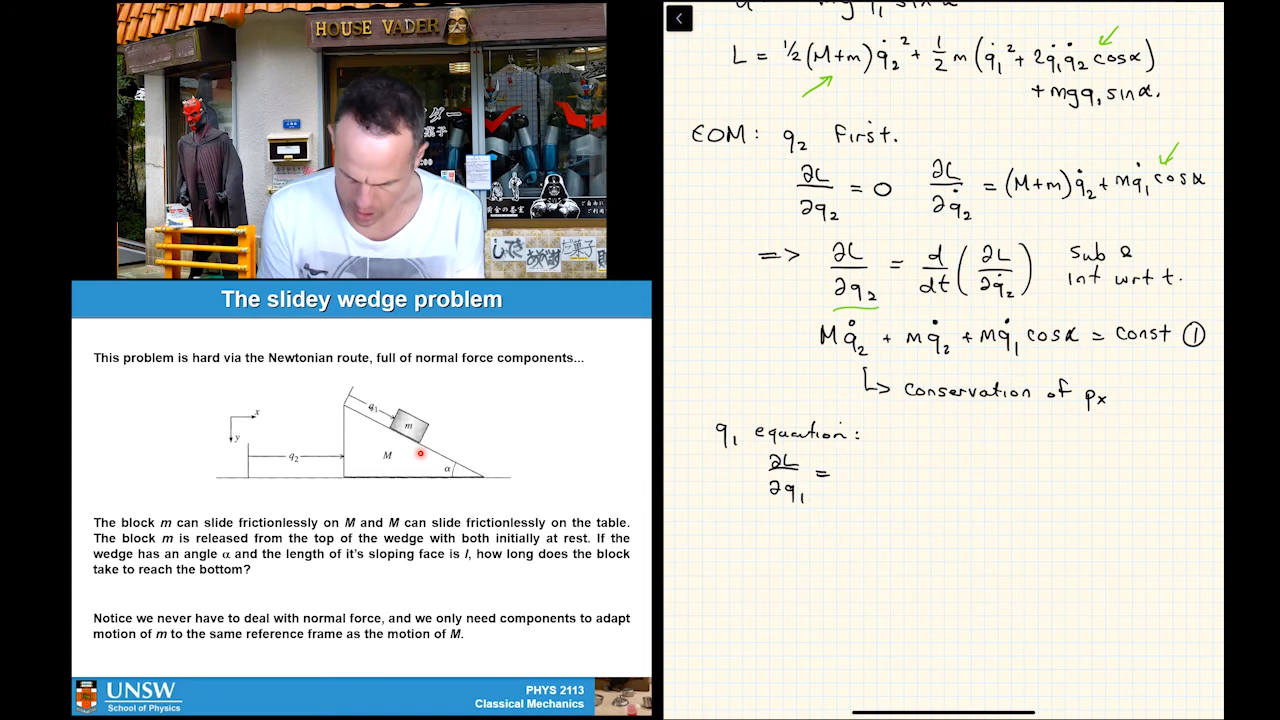 HOUSE VADER
The slidey wedge problem
This problem is hard via the Newtonian route, full of normal force components...
x
y
q₂
q₁
m
M
α
The block m can slide frictionlessly on M and M can slide frictionlessly on the table.
The block m is released from the top of the wedge with both initially at rest. If the
wedge has an angle α and the length of it's sloping face is l, how long does the block
take to reach the bottom?
Notice we never have to deal with normal force, and we only need components to adapt
motion of m to the same reference frame as the motion of M.
UNSW
School of Physics
PHYS 2113
Classical Mechanics
L = 1/2 (M+m) q̇₂² + 1/2 m (q̇₁² + 2q̇₁q̇₂ cosα)
+ mgq₁ sinα.
EOM: q₂ First.
∂L/∂q₂ = 0 ∂L/∂q̇₂ = (M+m) q̇₂ + mq̇₁ cosα
=> ∂L/∂q₂ = d/dt (∂L/∂q̇₂) sub &
int wrt t.
Mq̇₂ + mq̇₂ + mq̇₁ cosα = const ①
↳ conservation of px
q₁ equation:
∂L/∂q₁ =